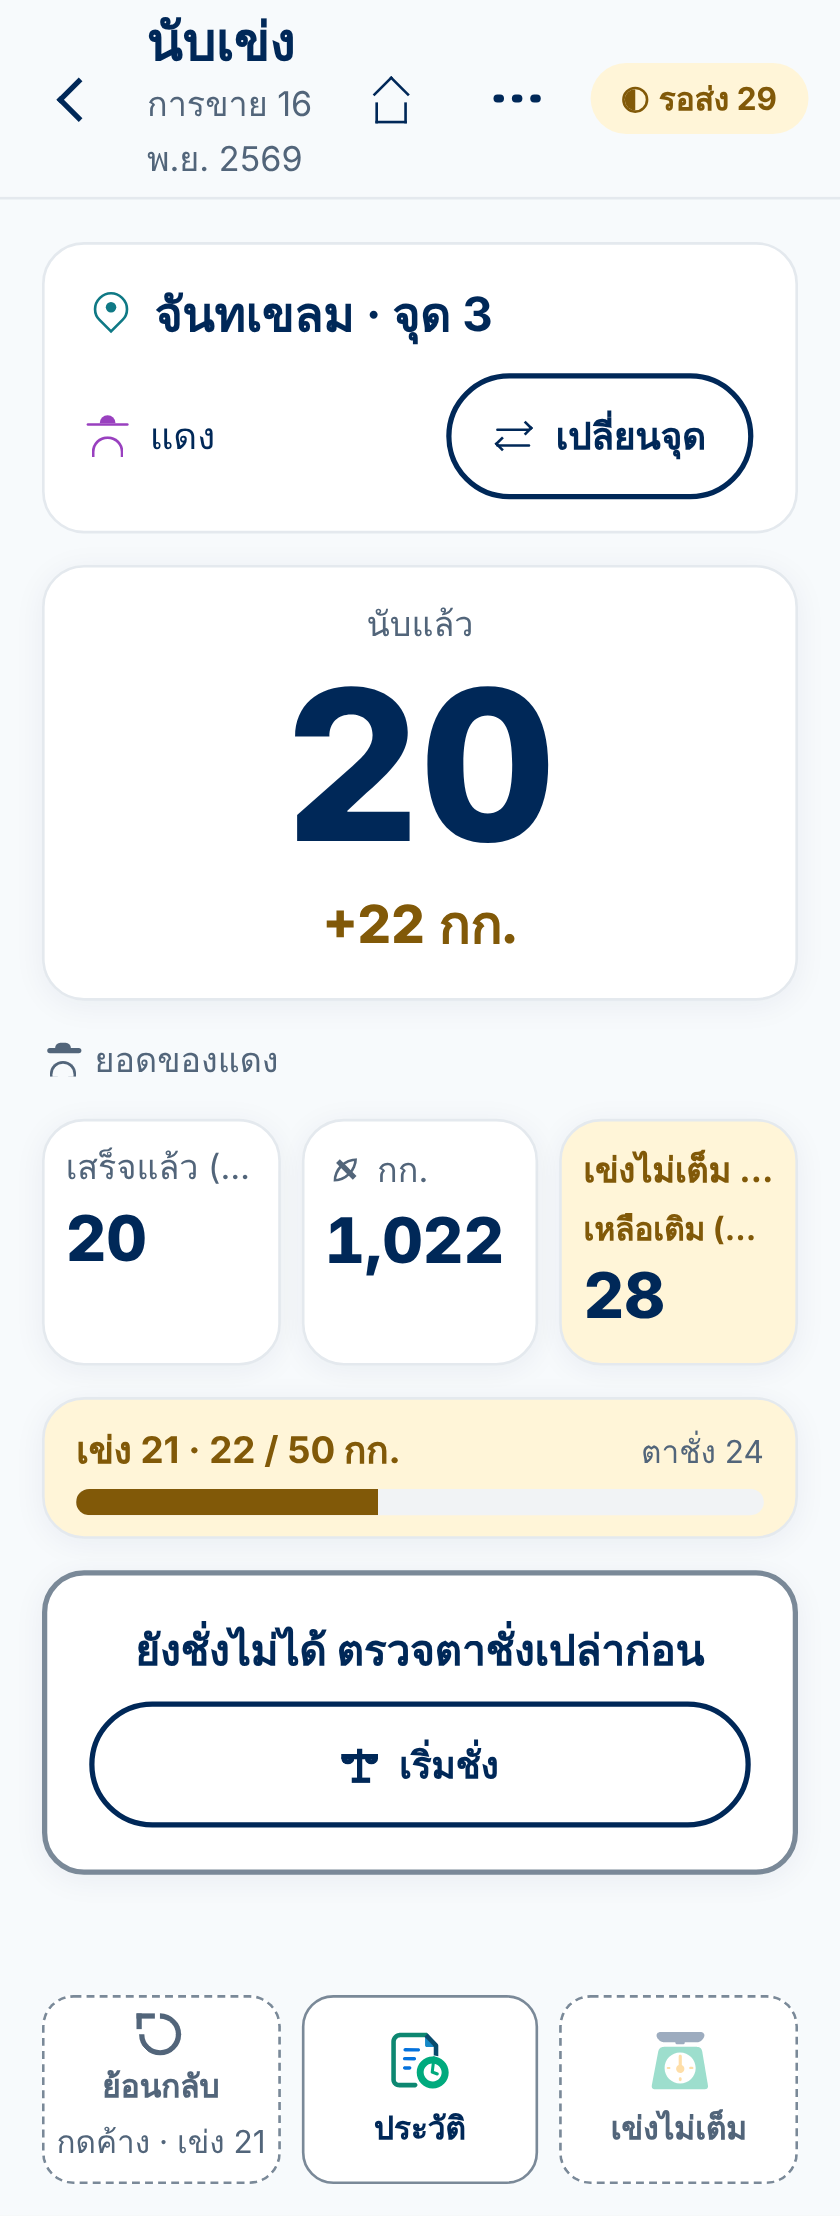 นับเข่ง
การขาย 16
พ.ย. 2569
รอส่ง 29
จันทเขลม · จุด 3
แดง
เปลี่ยนจุด
นับแล้ว
20
+22 กก.
ยอดของแดง
เสร็จแล้ว (...
20
กก.
1,022
เข่งไม่เต็ม ...
เหลือเติม (...
28
เข่ง 21 · 22 / 50 กก.
ตาชั่ง 24
ยังชั่งไม่ได้ ตรวจตาชั่งเปล่าก่อน
เริ่มชั่ง
ย้อนกลับ
กดค้าง · เข่ง 21
ประวัติ
เข่งไม่เต็ม